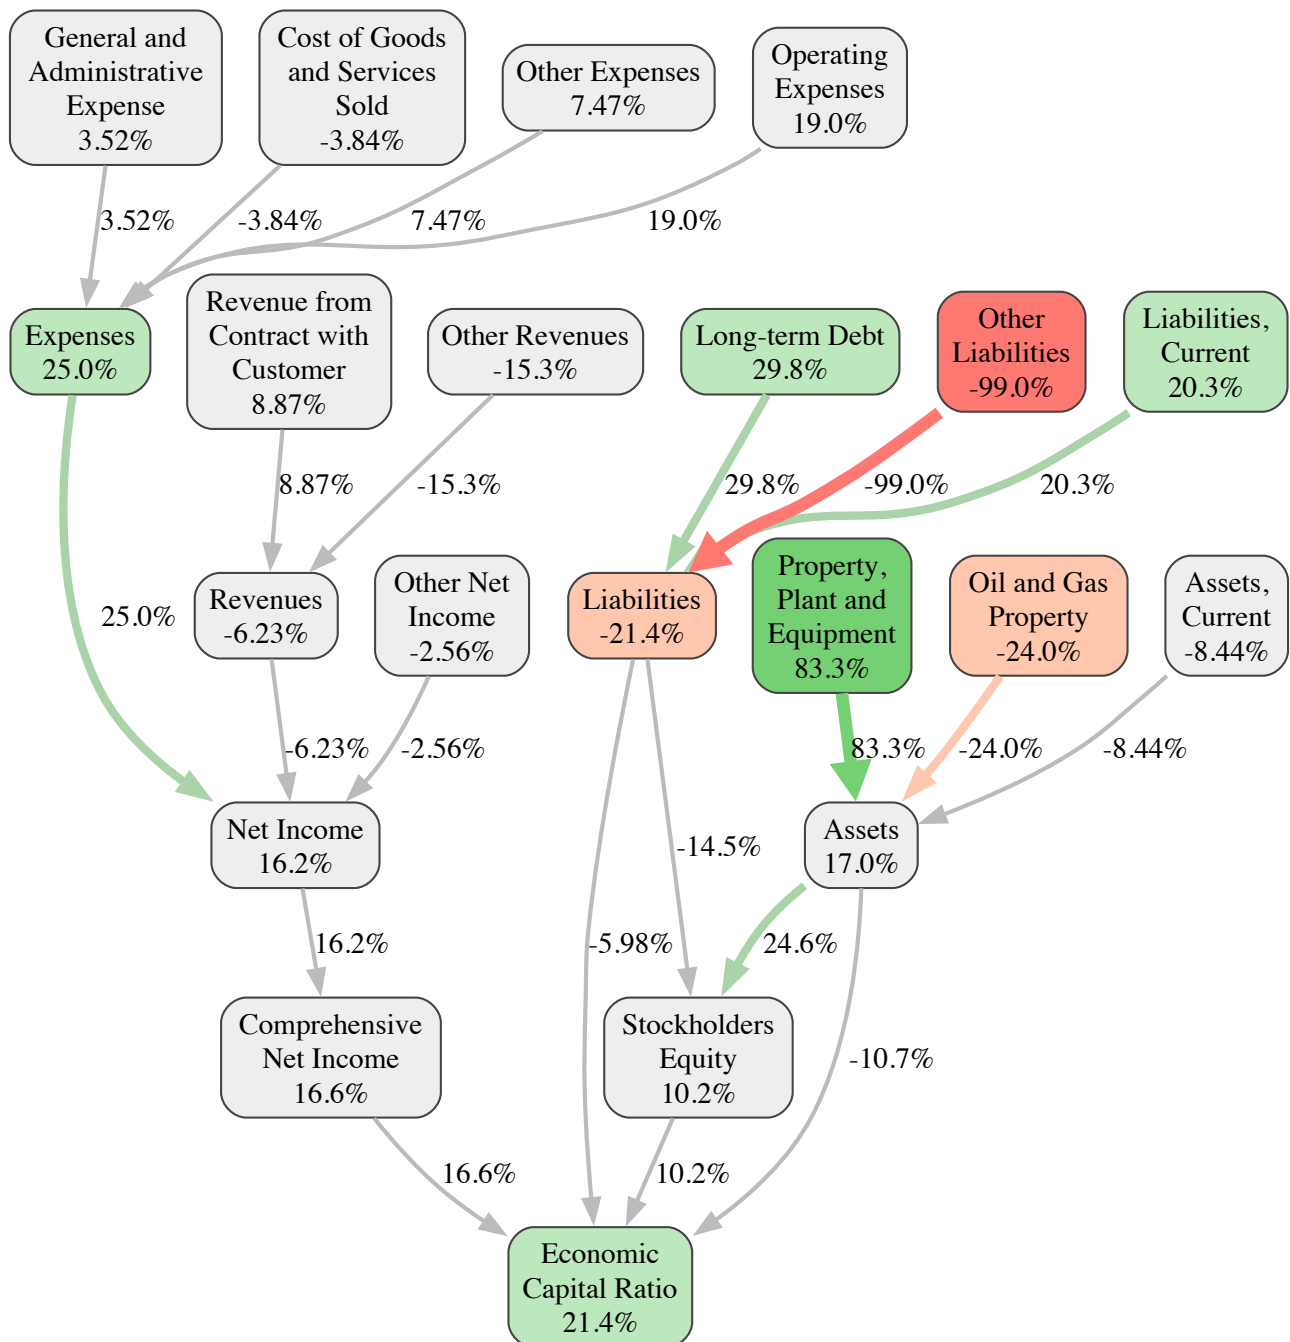 General and
Administrative
Expense
3.52%
Cost of Goods
and Services
Sold
-3.84%
Other Expenses
7.47%
Operating
Expenses
19.0%
3.52%
-3.84%
7.47%
19.0%
Expenses
25.0%
Revenue from
Contract with
Customer
8.87%
Other Revenues
-15.3%
Long-term Debt
29.8%
Other
Liabilities
-99.0%
Liabilities,
Current
20.3%
8.87%
-15.3%
29.8%
-99.0%
20.3%
25.0%
Revenues
-6.23%
Other Net
Income
-2.56%
Liabilities
-21.4%
Property,
Plant and
Equipment
83.3%
Oil and Gas
Property
-24.0%
Assets,
Current
-8.44%
-6.23%
-2.56%
83.3%
-24.0%
-8.44%
Net Income
16.2%
-14.5%
Assets
17.0%
16.2%
-5.98%
24.6%
Comprehensive
Net Income
16.6%
Stockholders
Equity
10.2%
-10.7%
16.6%
10.2%
Economic
Capital Ratio
21.4%